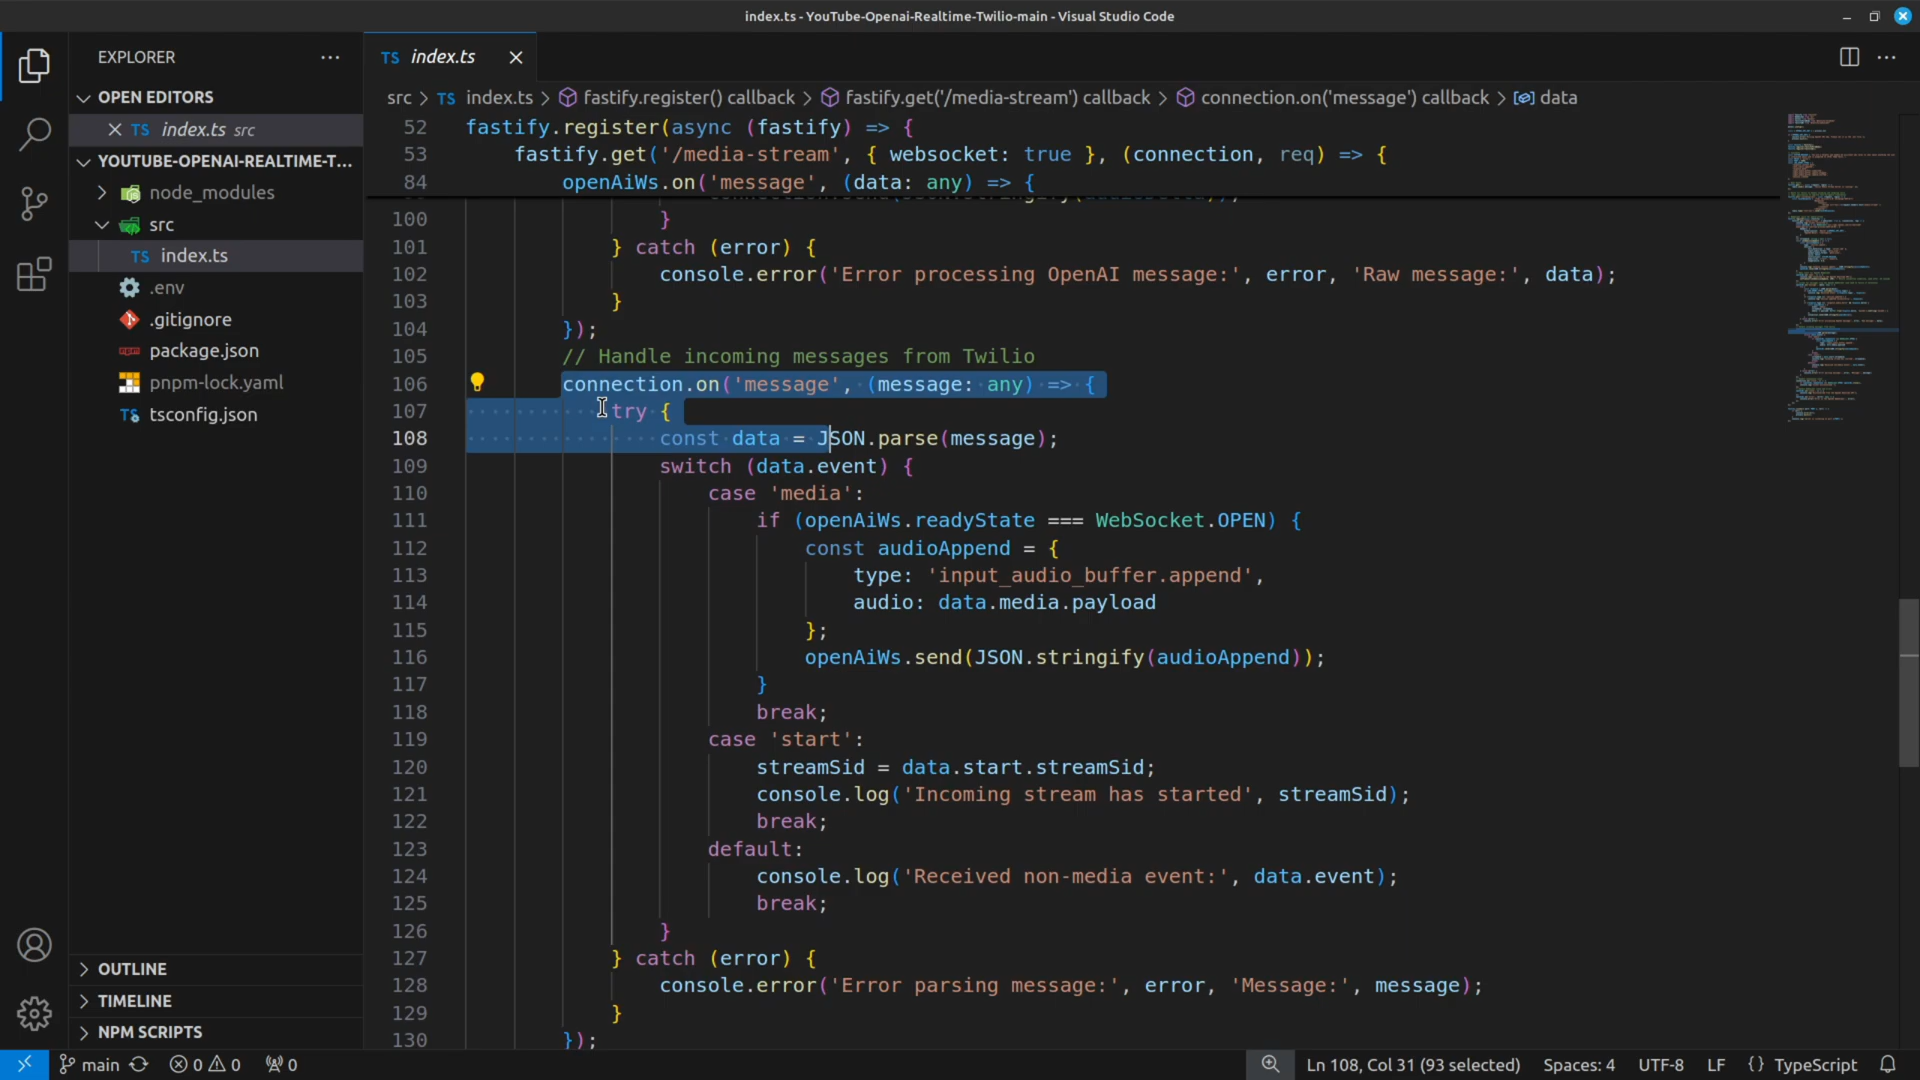 index.ts - YouTube-Openai-Realtime-Twilio-main - Visual Studio Code
EXPLORER
OPEN EDITORS
TS index.ts src
YOUTUBE-OPENAI-REALTIME-T...
node_modules
src
TS index.ts
.env
.gitignore
package.json
pnpm-lock.yaml
tsconfig.json
OUTLINE
TIMELINE
NPM SCRIPTS
TS index.ts
src > TS index.ts > fastify.register() callback > fastify.get('/media-stream') callback > connection.on('message') callback > data
52 fastify.register(async (fastify) => {
53 fastify.get('/media-stream', { websocket: true }, (connection, req) => {
84 openAiWs.on('message', (data: any) => {
100 }
101 } catch (error) {
102 console.error('Error processing OpenAI message:', error, 'Raw message:', data);
103 }
104 });
105 // Handle incoming messages from Twilio
106 connection.on('message', (message: any) => {
107 try {
108 const data = JSON.parse(message);
109 switch (data.event) {
110 case 'media':
111 if (openAiWs.readyState === WebSocket.OPEN) {
112 const audioAppend = {
113 type: 'input_audio_buffer.append',
114 audio: data.media.payload
115 };
116 openAiWs.send(JSON.stringify(audioAppend));
117 }
118 break;
119 case 'start':
120 streamSid = data.start.streamSid;
121 console.log('Incoming stream has started', streamSid);
122 break;
123 default:
124 console.log('Received non-media event:', data.event);
125 break;
126 }
127 } catch (error) {
128 console.error('Error parsing message:', error, 'Message:', message);
129 }
130 });
main 0 0 0 Ln 108, Col 31 (93 selected) Spaces: 4 UTF-8 LF {} TypeScript